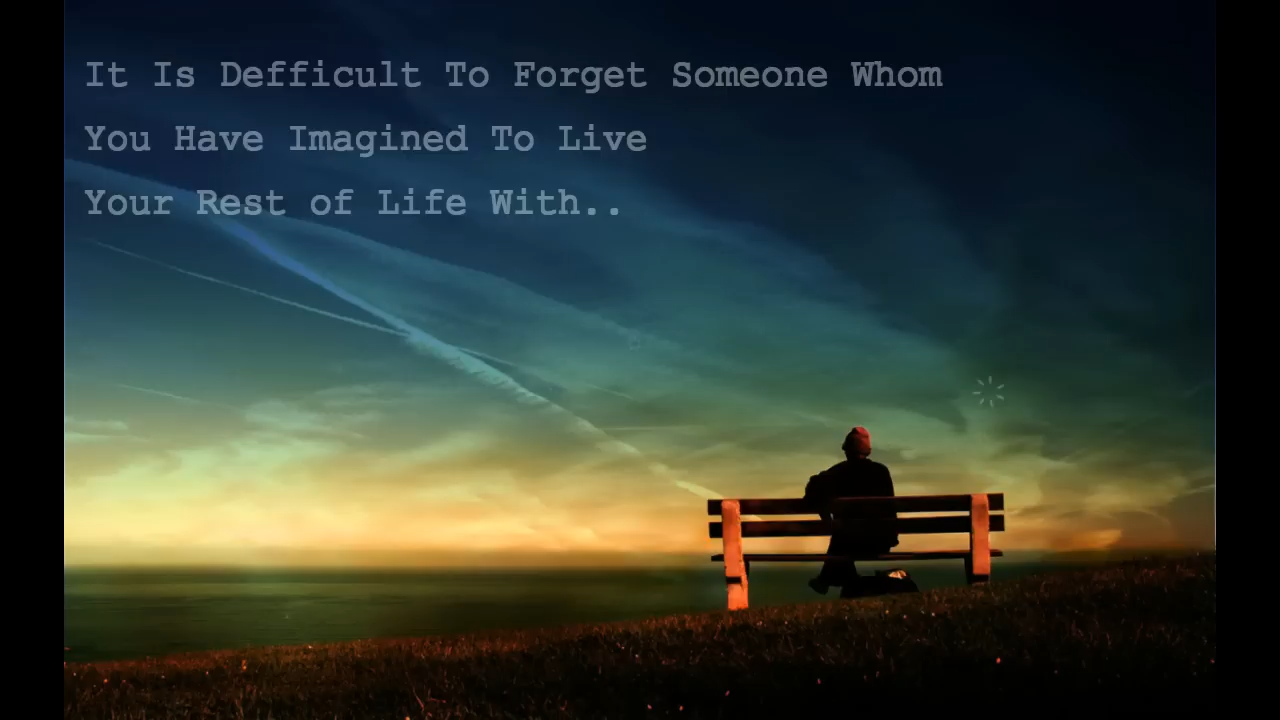 It Is Defficult To Forget Someone Whom
You Have Imagined To Live
Your Rest of Life With..